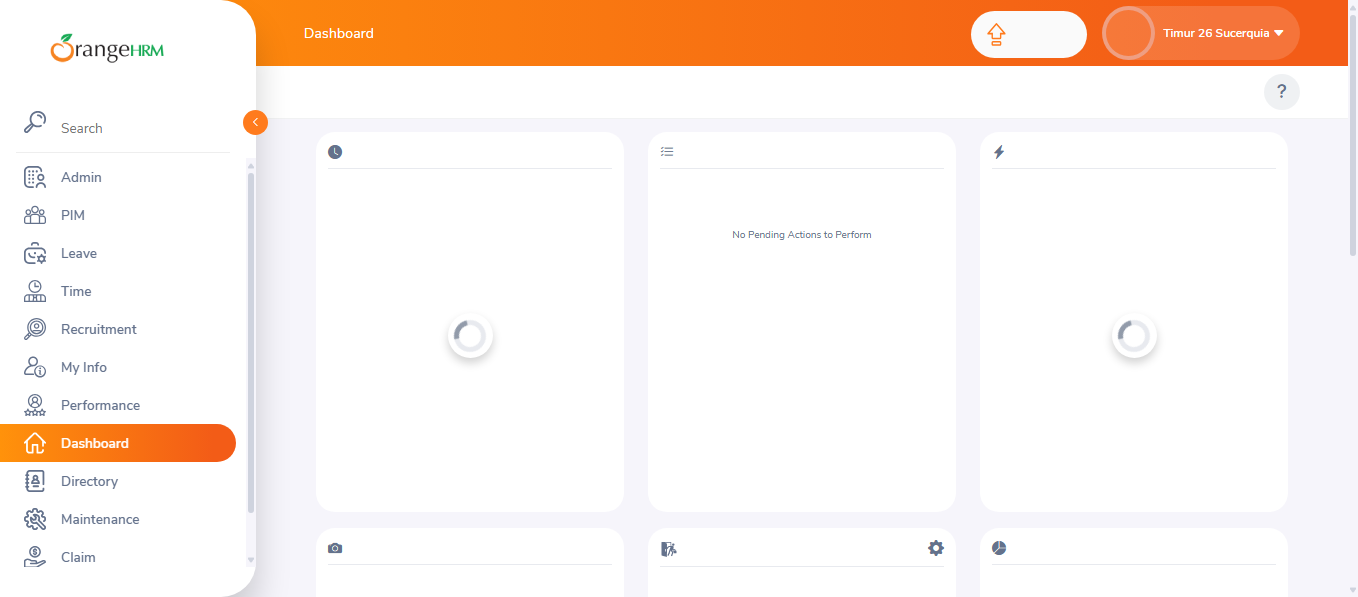 OrangeHRM
Search
Admin
PIM
Leave
Time
Recruitment
My Info
Performance
Dashboard
Directory
Maintenance
Claim
Dashboard
Timur 26 Sucerquia
?
No Pending Actions to Perform